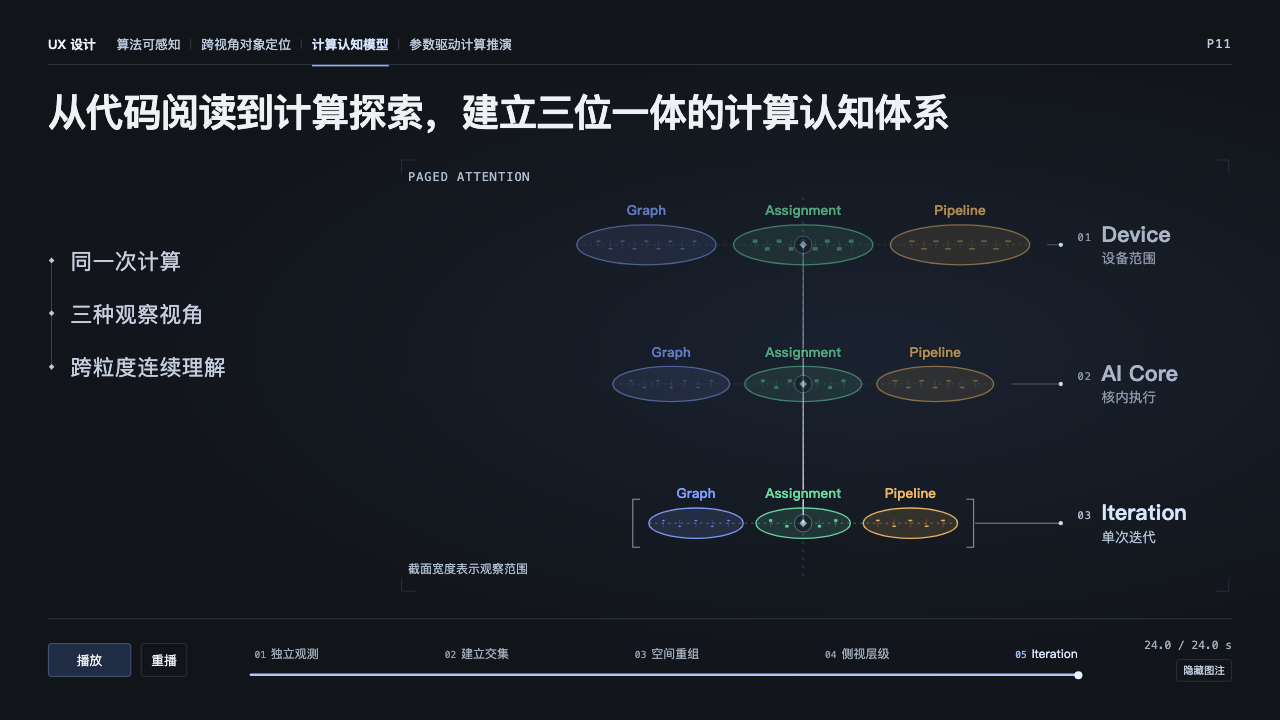 UX 设计 算法可感知 | 跨视角对象定位 | 计算认知模型 | 参数驱动计算推演 P11
从代码阅读到计算探索，建立三位一体的计算认知体系
PAGED ATTENTION
同一次计算
三种观察视角
跨粒度连续理解
Graph Assignment Pipeline
01 Device
设备范围
Graph Assignment Pipeline
02 AI Core
核内执行
Graph Assignment Pipeline
03 Iteration
单次迭代
截面宽度表示观察范围
播放 重播
01 独立观测 02 建立交集 03 空间重组 04 侧视层级 05 Iteration
24.0 / 24.0 s
隐藏图注